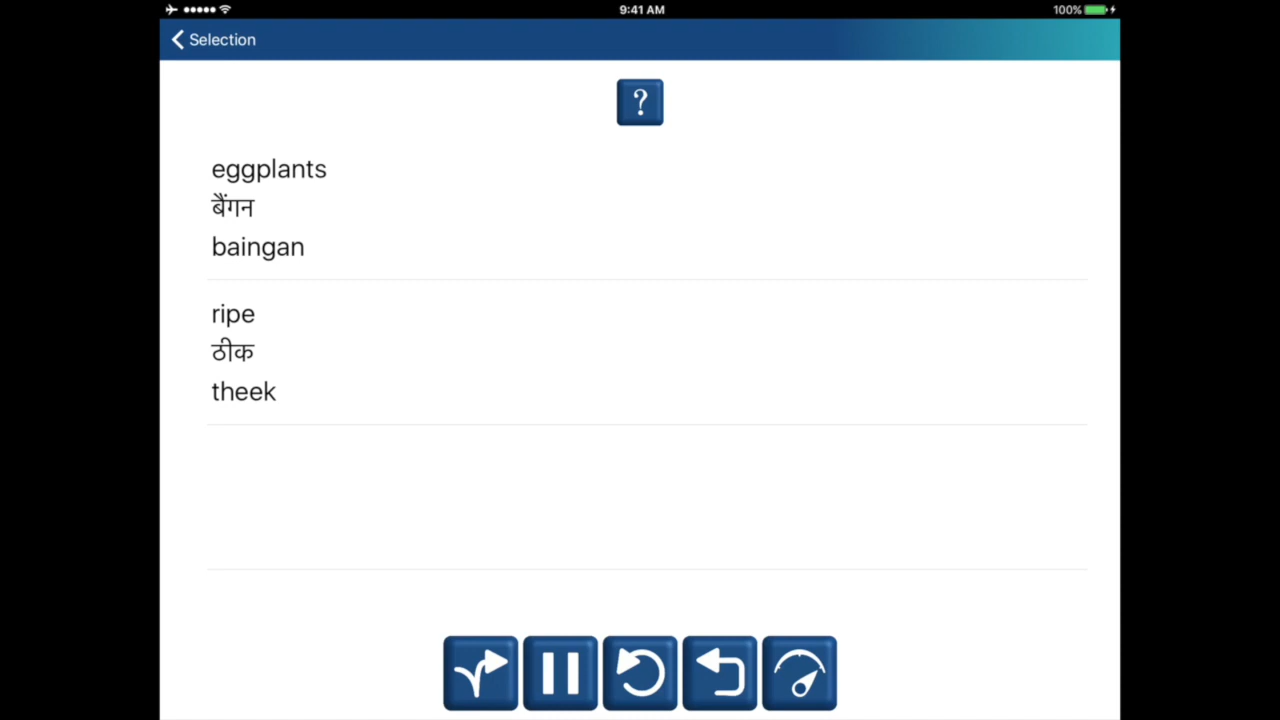 9:41 AM
100%
Selection
?
eggplants
बैंगन
baingan
ripe
ठीक
theek